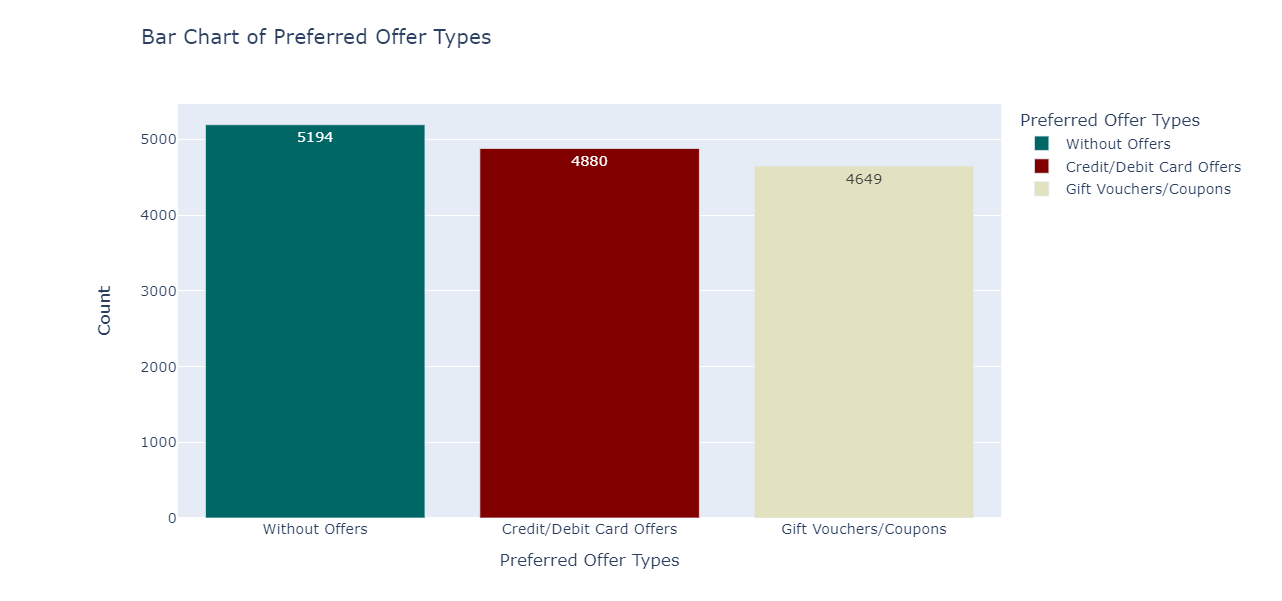 Bar Chart of Preferred Offer Types
Preferred Offer Types
Without Offers
Credit/Debit Card Offers
Gift Vouchers/Coupons
5194
4880
4649
5000
4000
3000
2000
1000
0
Count
Without Offers
Credit/Debit Card Offers
Gift Vouchers/Coupons
Preferred Offer Types